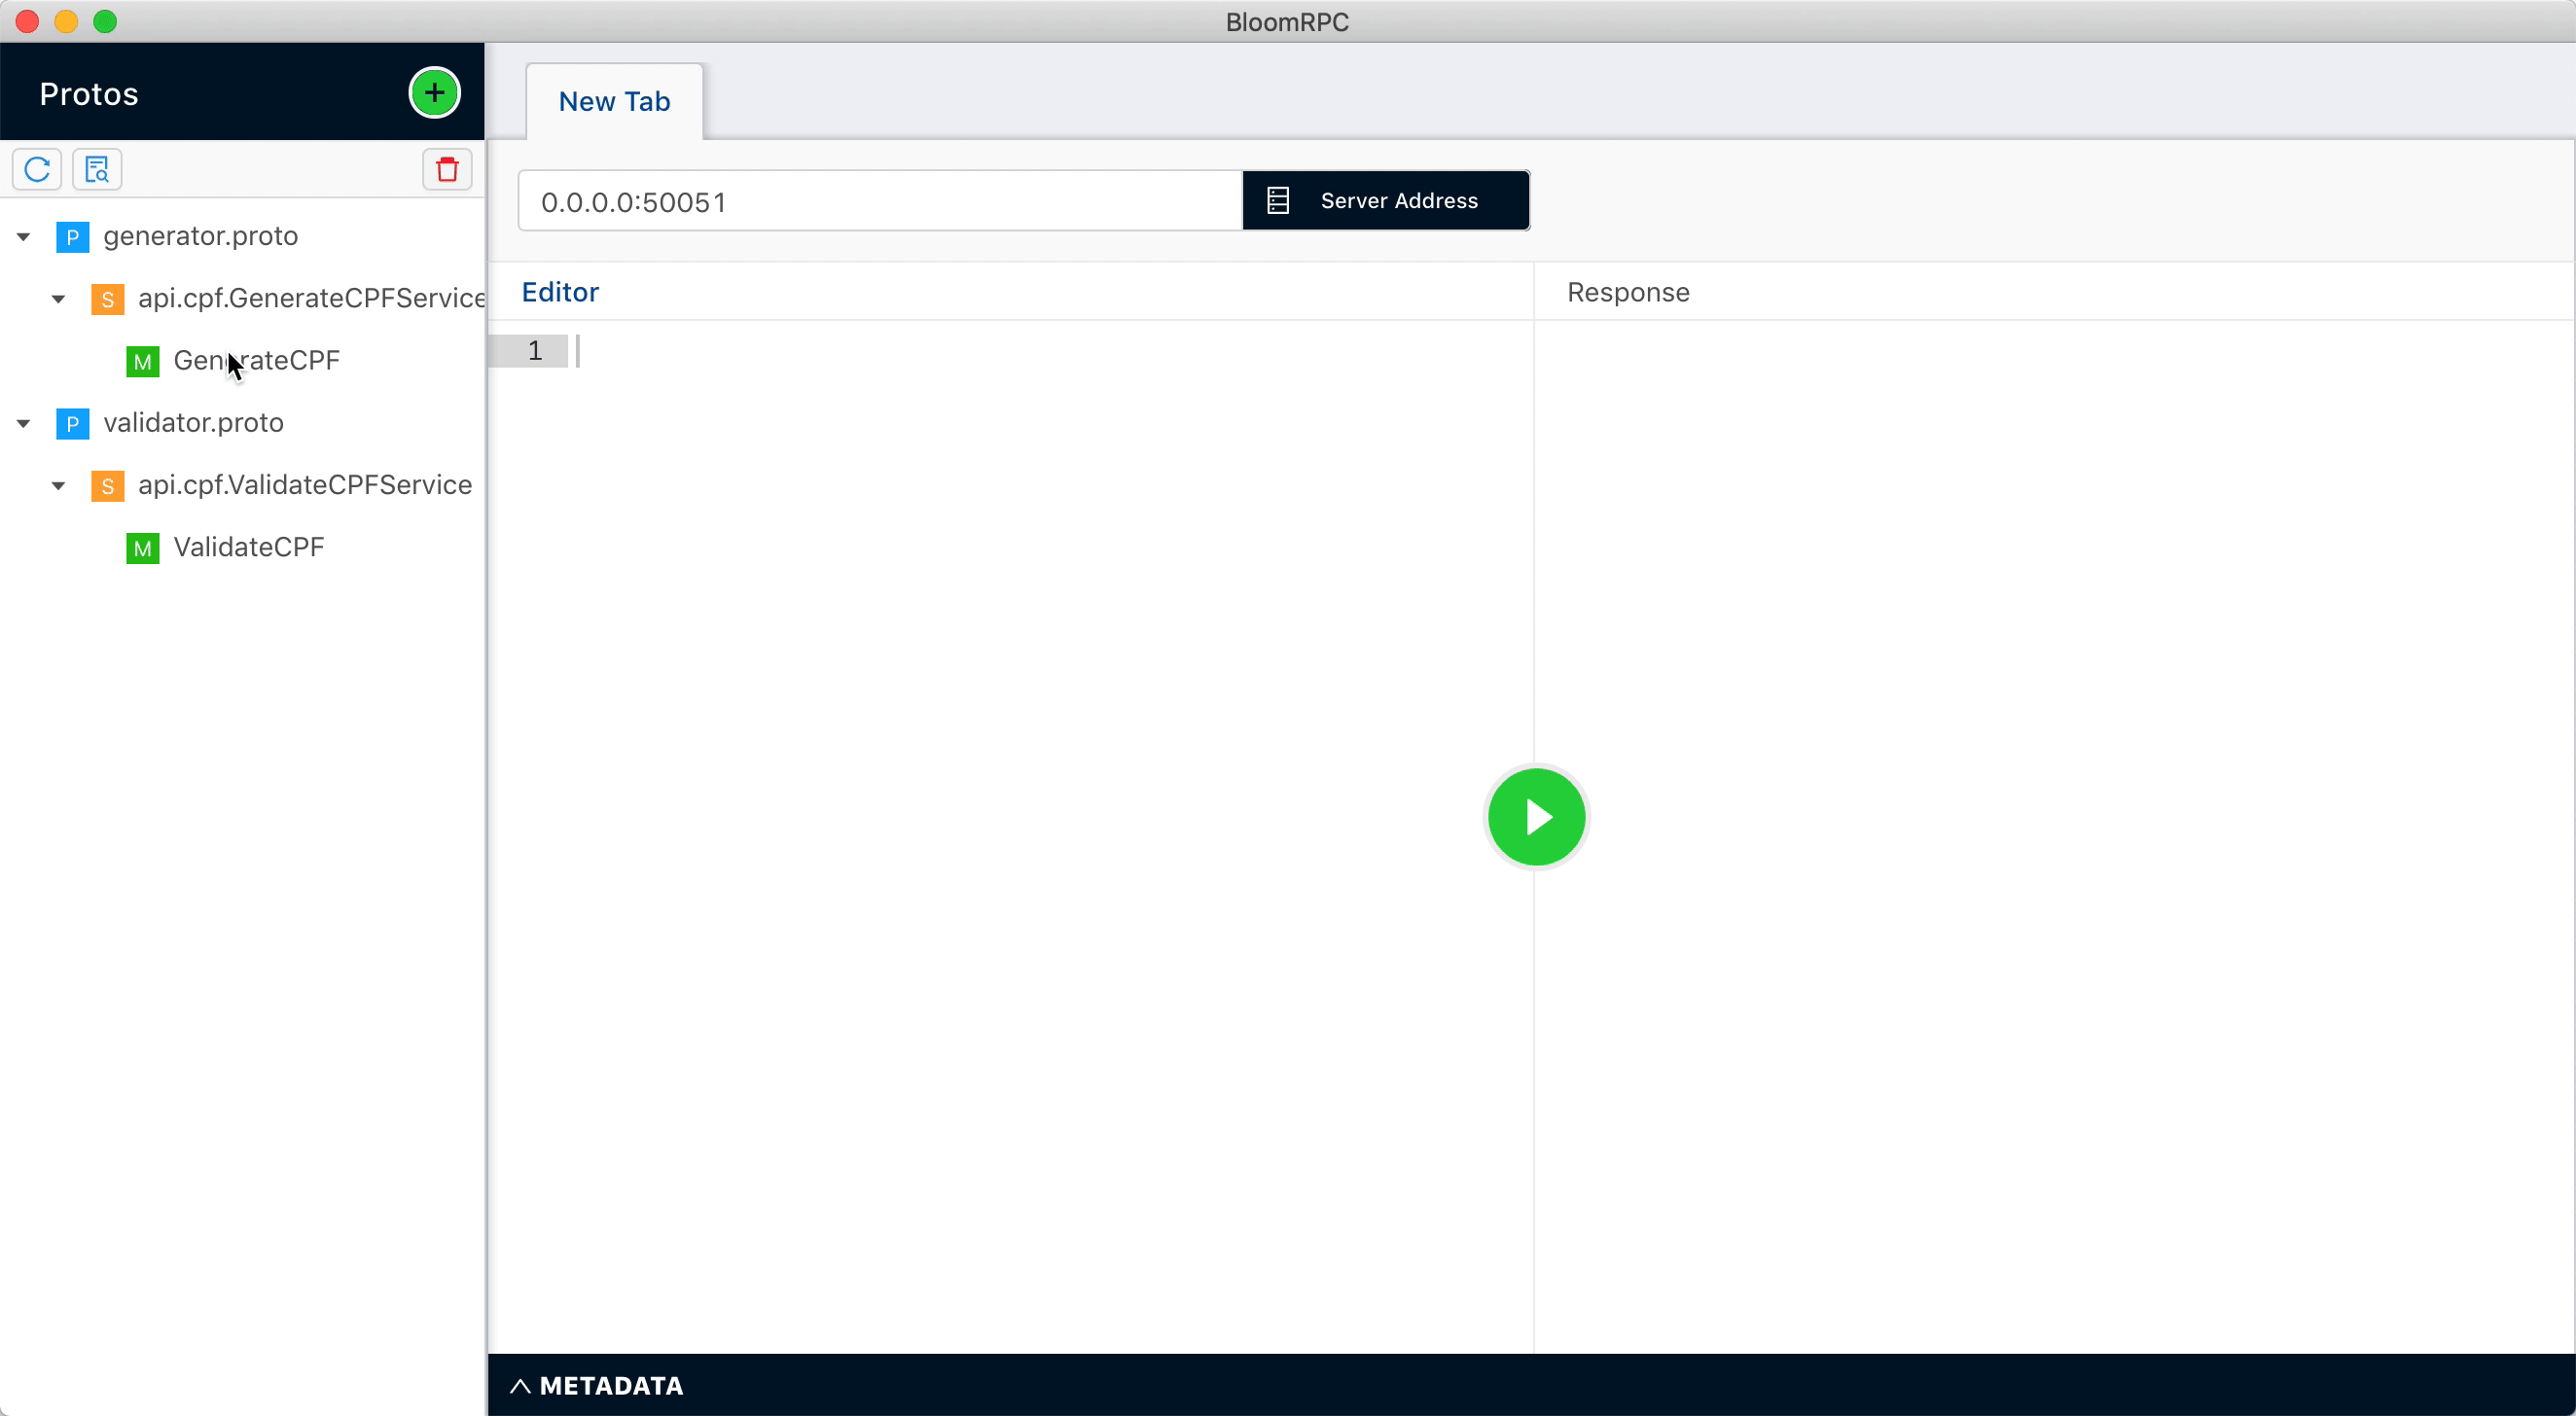 BloomRPC
Protos
New Tab
0.0.0.0:50051
Server Address
P generator.proto
S api.cpf.GenerateCPFService
M GenerateCPF
P validator.proto
S api.cpf.ValidateCPFService
M ValidateCPF
Editor
Response
1
METADATA